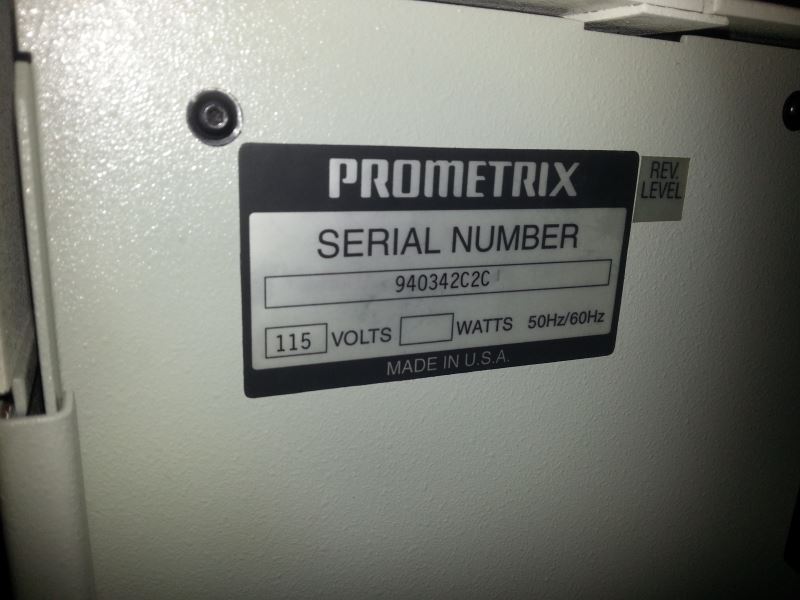 PROMETRIX
REV.
LEVEL
SERIAL NUMBER
940342C2C
115 VOLTS WATTS 50Hz/60Hz
MADE IN U.S.A.